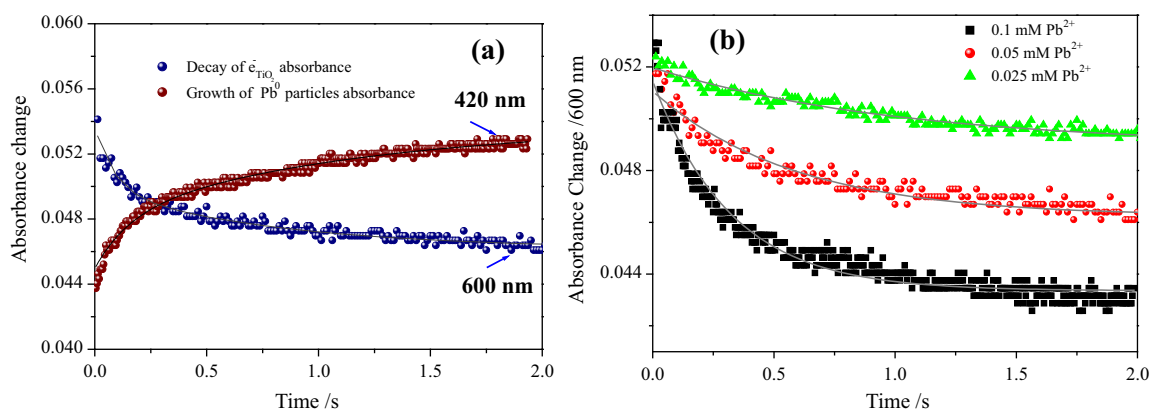 (a)
Decay of e⁻TiO₂ absorbance
Growth of Pb⁰ particles absorbance
420 nm
600 nm
0.060
0.056
0.052
0.048
0.044
0.040
Absorbance change
0.0
0.5
1.0
1.5
2.0
Time /s
(b)
0.1 mM Pb²⁺
0.05 mM Pb²⁺
0.025 mM Pb²⁺
0.052
0.048
0.044
Absorbance Change /600 nm
0.0
0.5
1.0
1.5
2.0
Time /s